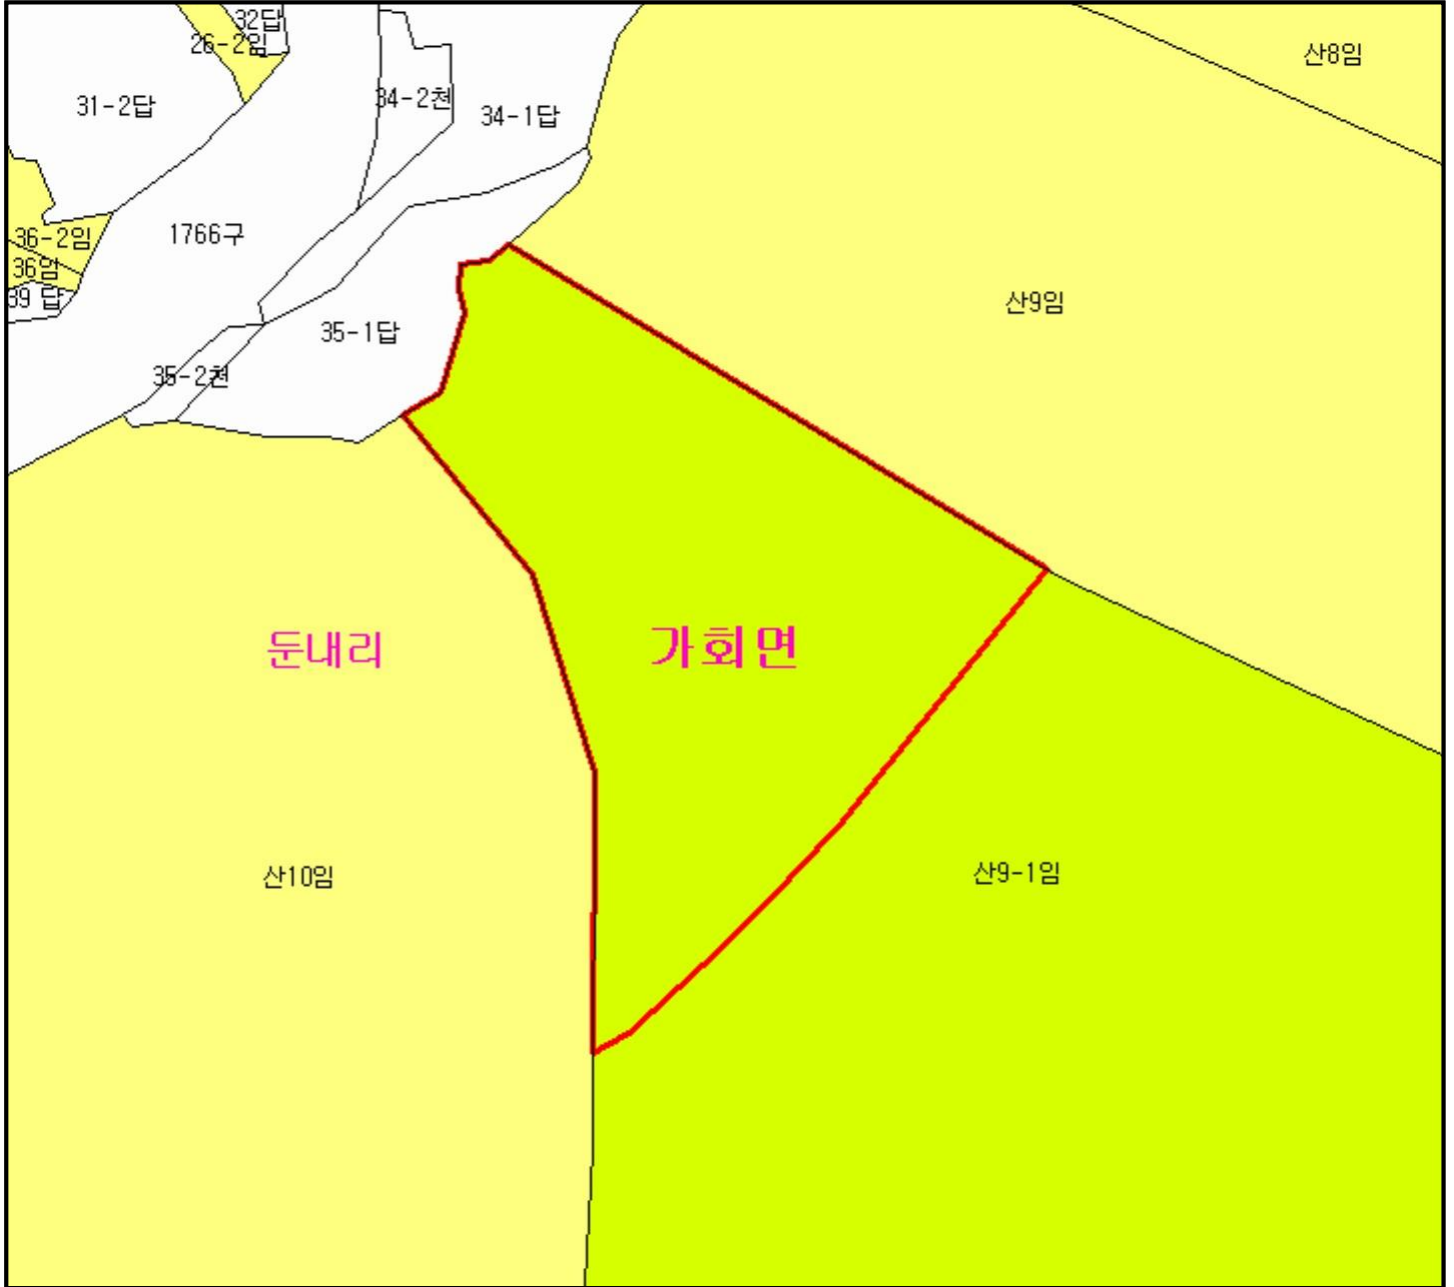 32답
26-2임
산8임
31-2답
34-2천
34-1답
36-2임
1766구
36임
39 답
산9임
35-1답
35-2천
둔내리
가회면
산10임
산9-1임